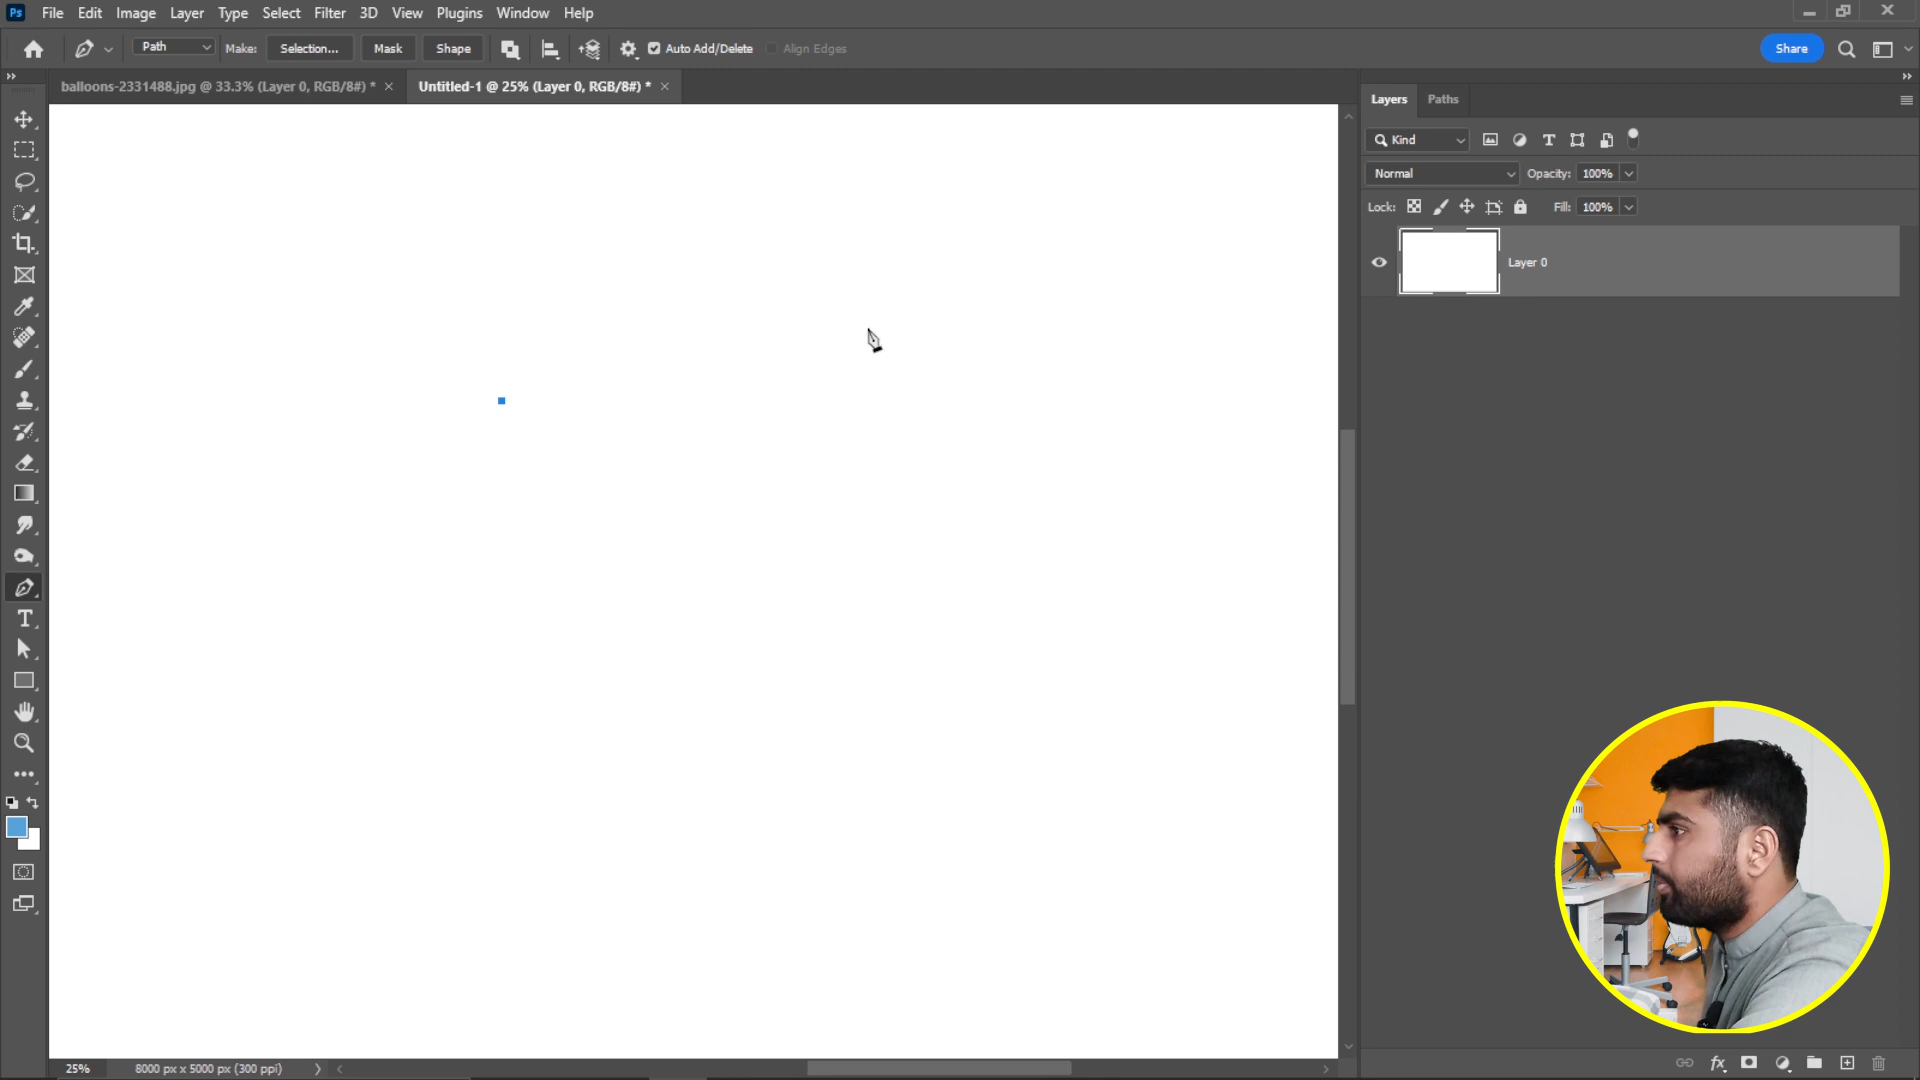 Ps File Edit Image Layer Type Select Filter 3D View Plugins Window Help
Path Make: Selection... Mask Shape Auto Add/Delete Align Edges Share
balloons-2331488.jpg @ 33.3% (Layer 0, RGB/8#) * Untitled-1 @ 25% (Layer 0, RGB/8#) *
Layers Paths
Kind
Normal Opacity: 100%
Lock: Fill: 100%
Layer 0
25% 8000 px x 5000 px (300 ppi)